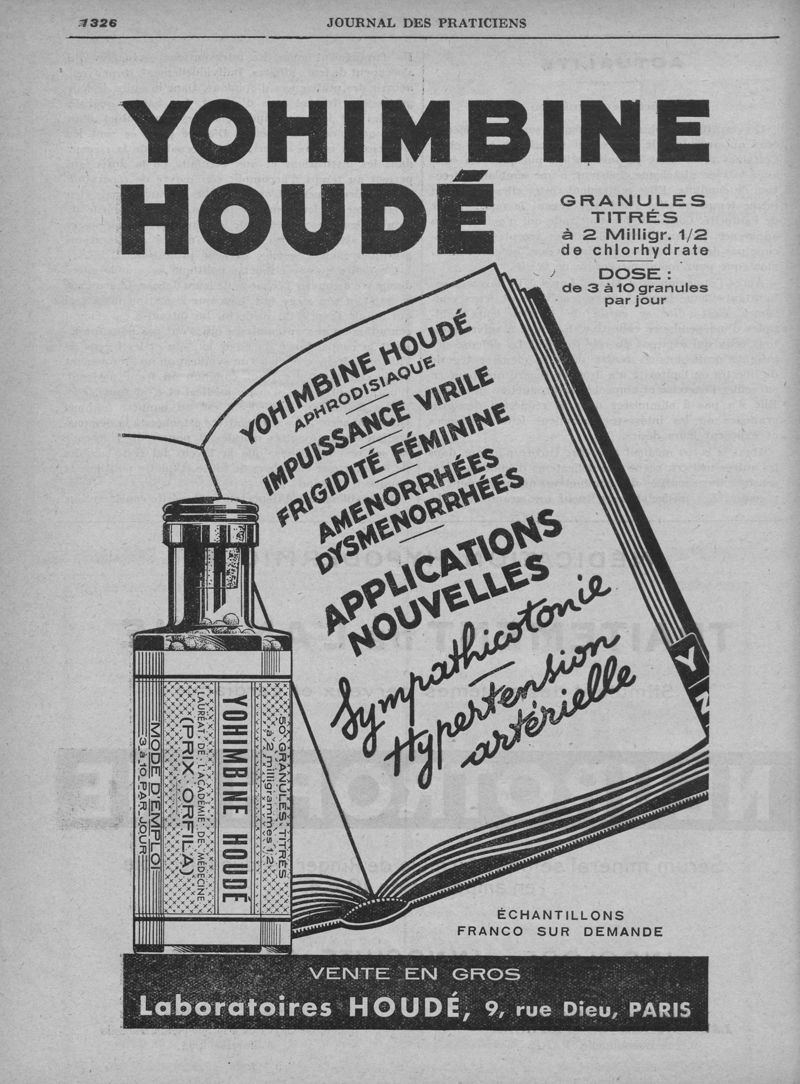 1326
JOURNAL DES PRATICIENS
YOHIMBINE
HOUDÉ
GRANULES
TITRÉS
à 2 Milligr. 1/2
de chlorhydrate
DOSE :
de 3 à 10 granules
par jour
YOHIMBINE HOUDÉ
APHRODISIAQUE
IMPUISSANCE VIRILE
FRIGIDITÉ FÉMININE
AMENORRHÉES
DYSMENORRHÉES
APPLICATIONS
NOUVELLES
Sympathicotonie
Hypertension
artérielle
Y
Z
50 GRANULES TITRÉS
à 2 milligrammes 1/2
YOHIMBINE HOUDÉ
LAURÉAT DE L'ACADÉMIE DE MÉDECINE
(PRIX ORFILA)
MODE D'EMPLOI
3 à 10 PAR JOUR
ÉCHANTILLONS
FRANCO SUR DEMANDE
VENTE EN GROS
Laboratoires HOUDÉ, 9, rue Dieu, PARIS